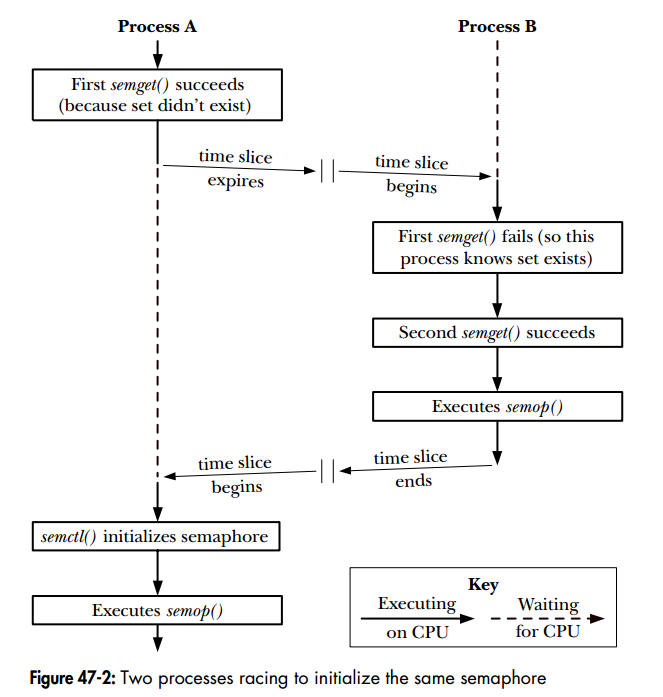 Process A
Process B
First semget() succeeds
(because set didn't exist)
time slice
expires
time slice
begins
First semget() fails (so this
process knows set exists)
Second semget() succeeds
Executes semop()
time slice
ends
time slice
begins
semctl() initializes semaphore
Executes semop()
Key
Executing
on CPU
Waiting
for CPU
Figure 47-2: Two processes racing to initialize the same semaphore